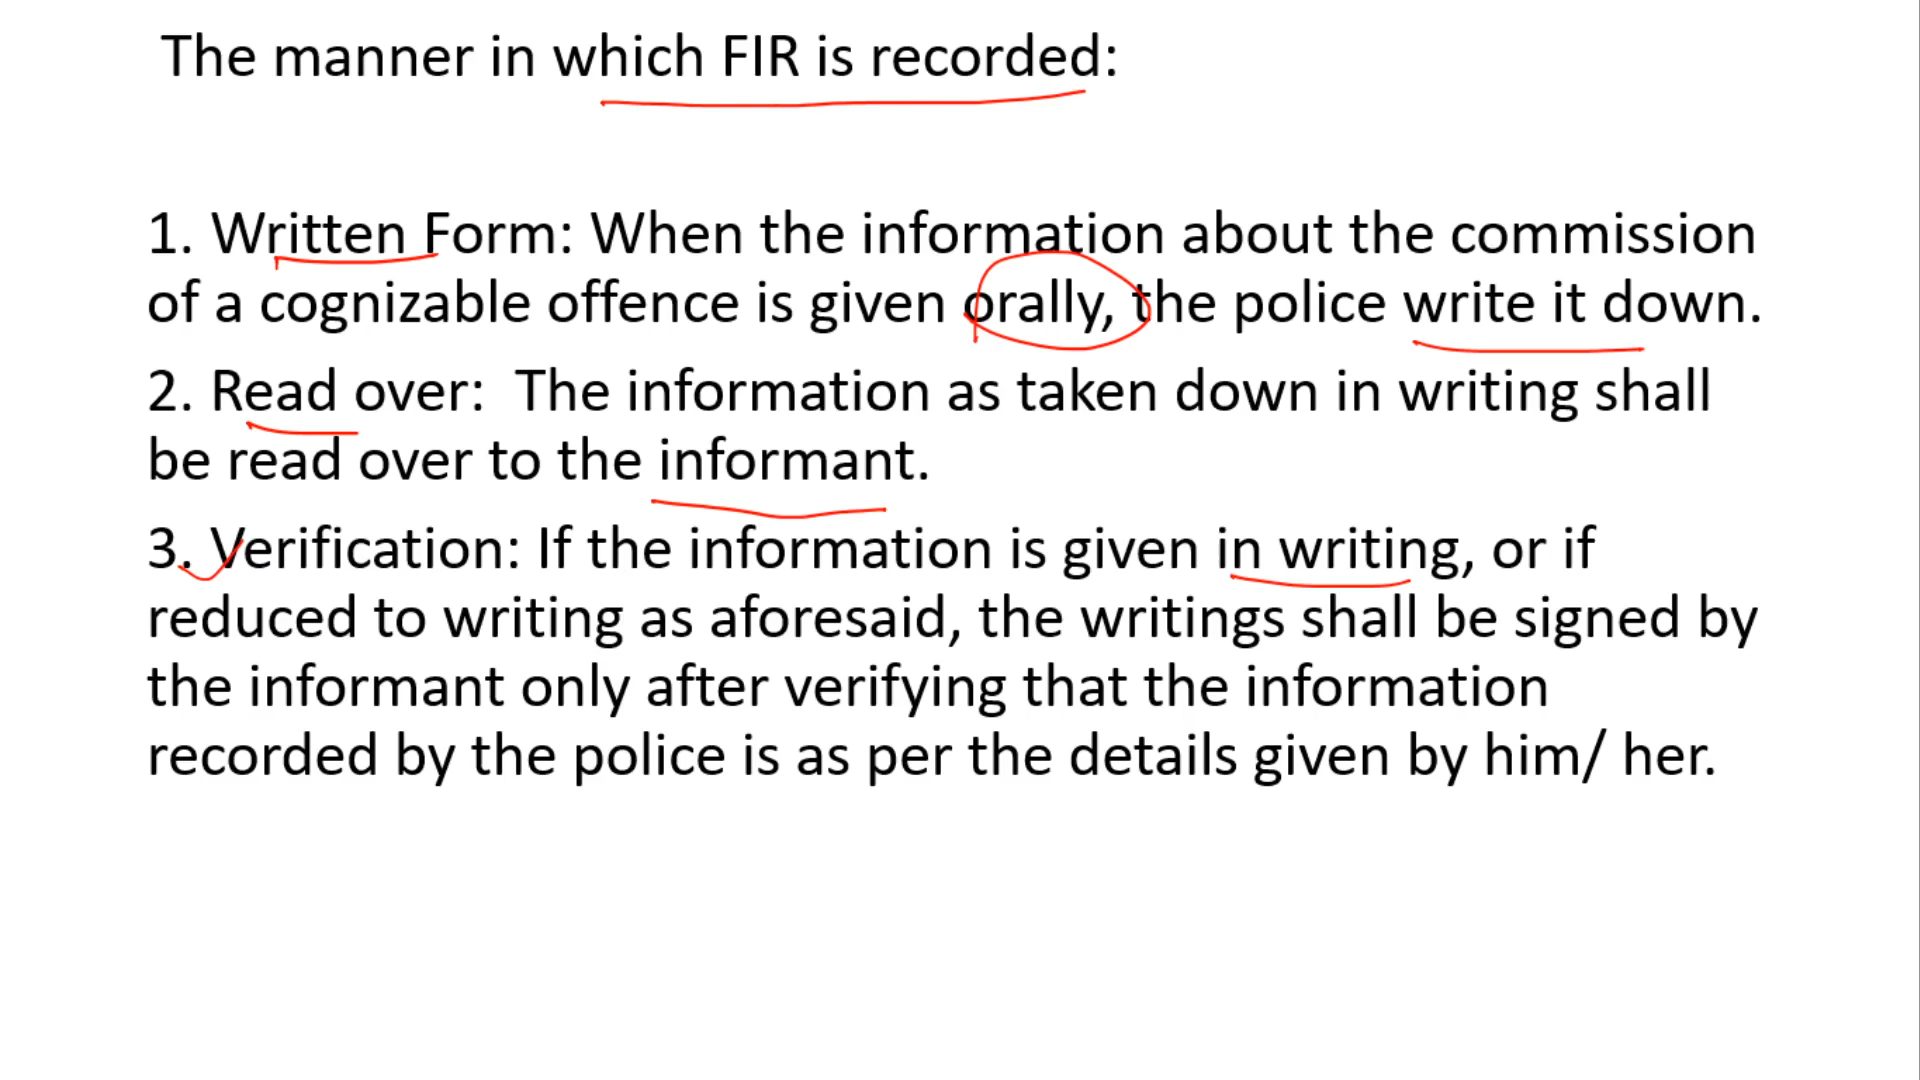 The manner in which FIR is recorded:
1. Written Form: When the information about the commission
of a cognizable offence is given orally, the police write it down.
2. Read over:  The information as taken down in writing shall
be read over to the informant.
3. Verification: If the information is given in writing, or if
reduced to writing as aforesaid, the writings shall be signed by
the informant only after verifying that the information
recorded by the police is as per the details given by him/ her.